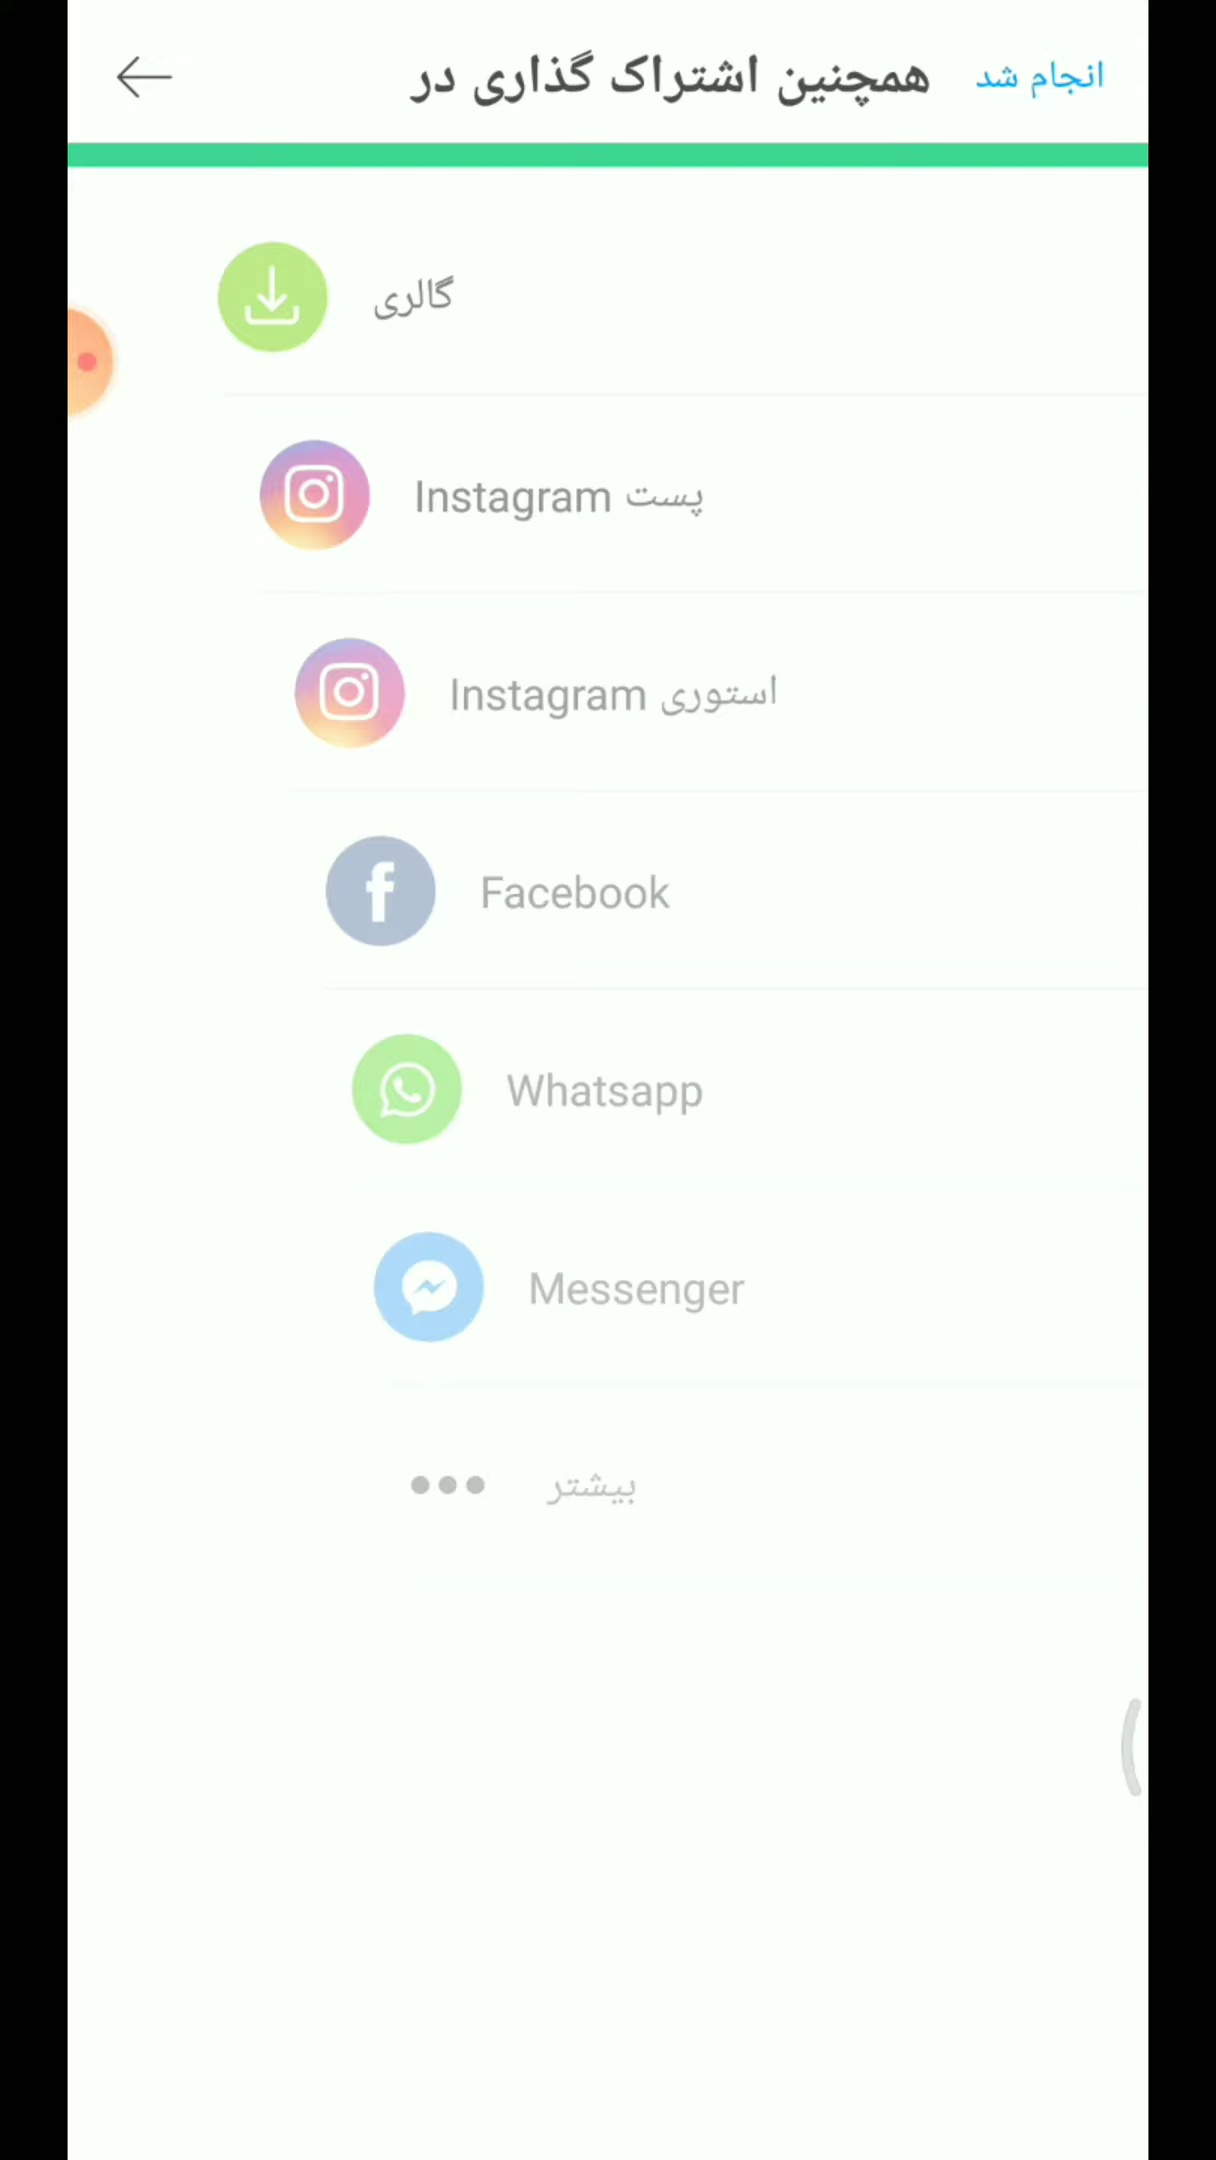 همچنین اشتراک گذاری در
انجام شد
گالری
Instagram پست
Instagram استوری
Facebook
Whatsapp
Messenger
بیشتر